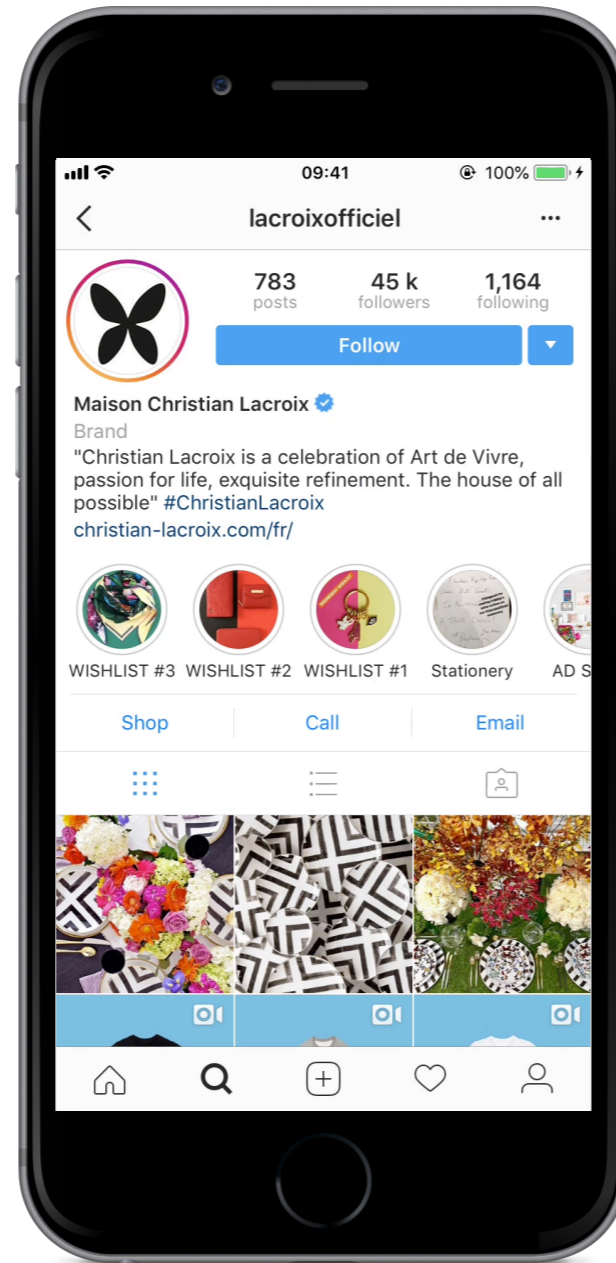 09:41
100%
lacroixofficiel
783 45 k 1,164
posts followers following
Follow
Maison Christian Lacroix
Brand
"Christian Lacroix is a celebration of Art de Vivre,
passion for life, exquisite refinement. The house of all
possible" #ChristianLacroix
christian-lacroix.com/fr/
WISHLIST #3 WISHLIST #2 WISHLIST #1 Stationery AD S
Shop Call Email